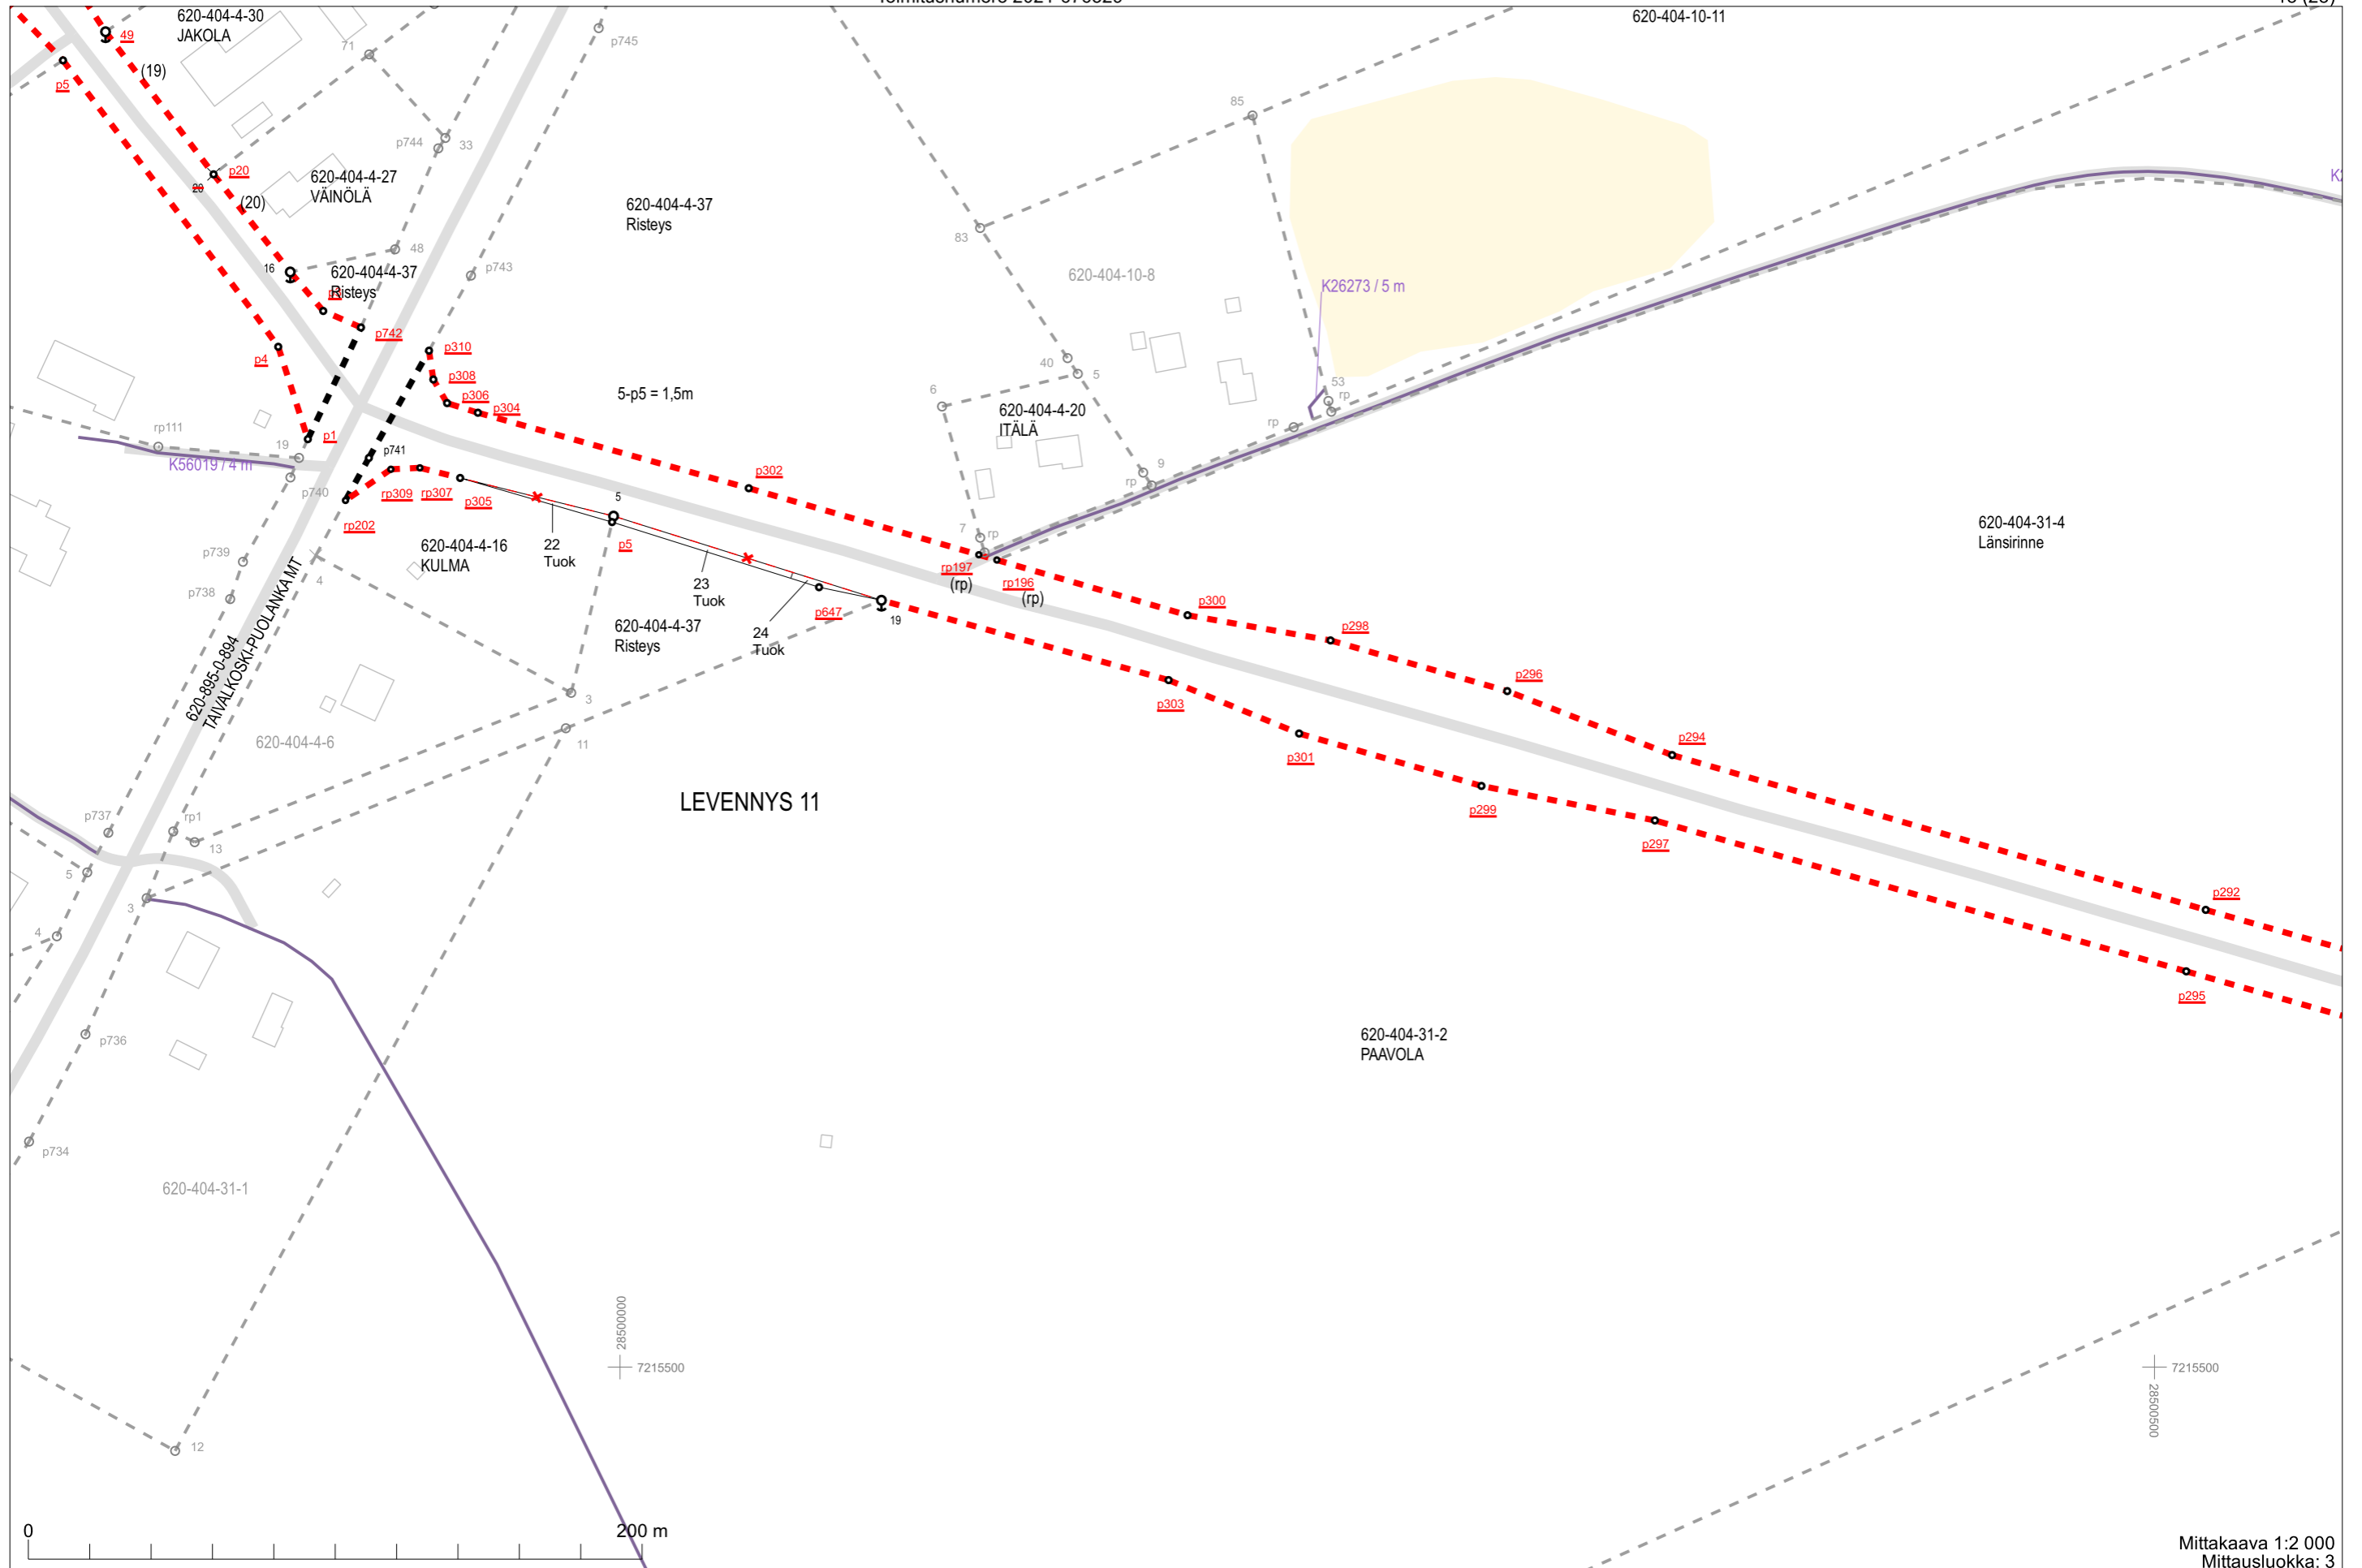 620-404-4-30
JAKOLA
620-404-10-11
49
(19)
p5
71
p745
p744
33
85
p20
20
(20)
620-404-4-27
VÄINÖLÄ
620-404-4-37
Risteys
83
48
16
620-404-4-37
Risteys
p743
620-404-10-8
K26273 / 5 m
p742
p4
p310
p308
p306
p304
5-p5 = 1,5m
40
5
6
53
rp
rp
620-404-4-20
ITÄLÄ
rp111
19
p1
K56019 / 4 m
p741
p740
rp309
rp307
p305
p302
9
rp
rp202
5
p5
7
rp
620-404-31-4
Länsirinne
p739
4
620-404-4-16
KULMA
22
Tuok
rp197
(rp)
rp196
(rp)
p738
23
Tuok
p647
19
p300
620-404-4-37
Risteys
24
Tuok
p298
620-895-0-894
TAIVALKOSKI-PUOLANKA MT
3
p303
p296
620-404-4-6
11
p294
p301
LEVENNYS 11
p299
p297
p737
rp1
13
5
3
p292
4
p295
p736
620-404-31-2
PAAVOLA
p734
620-404-31-1
28500000
7215500
7215500
28500500
12
0
200 m
Mittakaava 1:2 000
Mittausluokka: 3